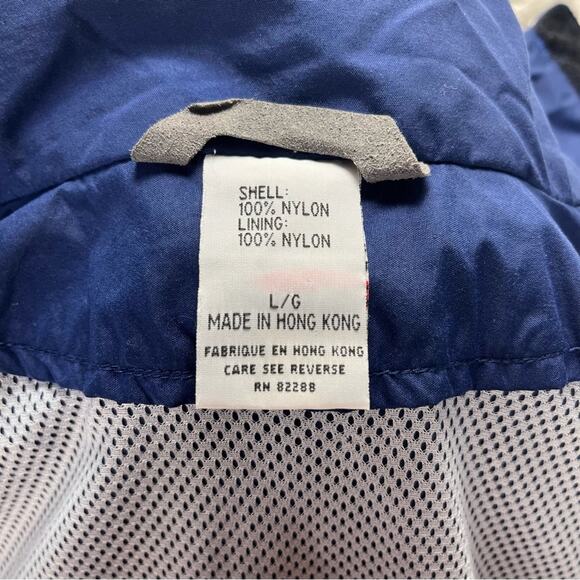 SHELL:
100% NYLON
LINING:
100% NYLON
L/G
MADE IN HONG KONG
FABRIQUE EN HONG KONG
CARE SEE REVERSE
RN 82288